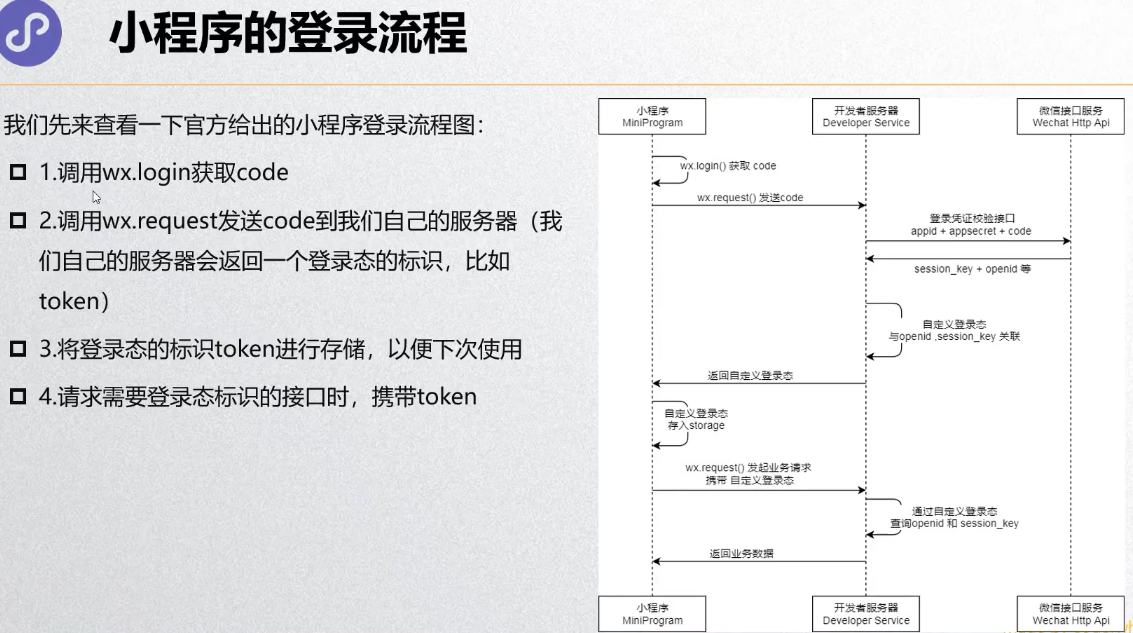 小程序的登录流程
我们先来查看一下官方给出的小程序登录流程图：
1.调用wx.login获取code
2.调用wx.request发送code到我们自己的服务器（我
们自己的服务器会返回一个登录态的标识，比如
token）
3.将登录态的标识token进行存储，以便下次使用
4.请求需要登录态标识的接口时，携带token
小程序
MiniProgram
开发者服务器
Developer Service
微信接口服务
Wechat Http Api
wx.login() 获取 code
wx.request() 发送code
登录凭证校验接口
appid + appsecret + code
session_key + openid 等
自定义登录态
与openid ,session_key 关联
返回自定义登录态
自定义登录态
存入storage
wx.request() 发起业务请求
携带 自定义登录态
通过自定义登录态
查询openid 和 session_key
返回业务数据
小程序
MiniProgram
开发者服务器
Developer Service
微信接口服务
Wechat Http Api